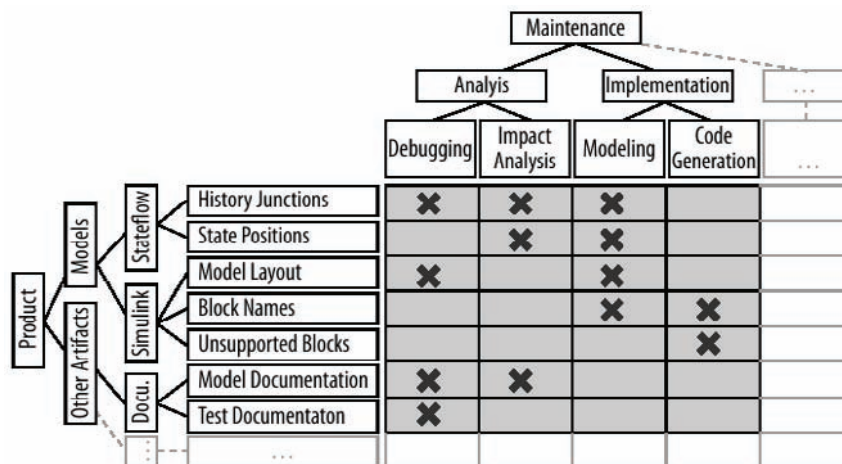 Maintenance
Analyis
Implementation
...
Debugging
Impact
Analysis
Modeling
Code
Generation
...
Product
Models
Other Artifacts
Stateflow
Simulink
Docu.
...
History Junctions
State Positions
Model Layout
Block Names
Unsupported Blocks
Model Documentation
Test Documentaton
...